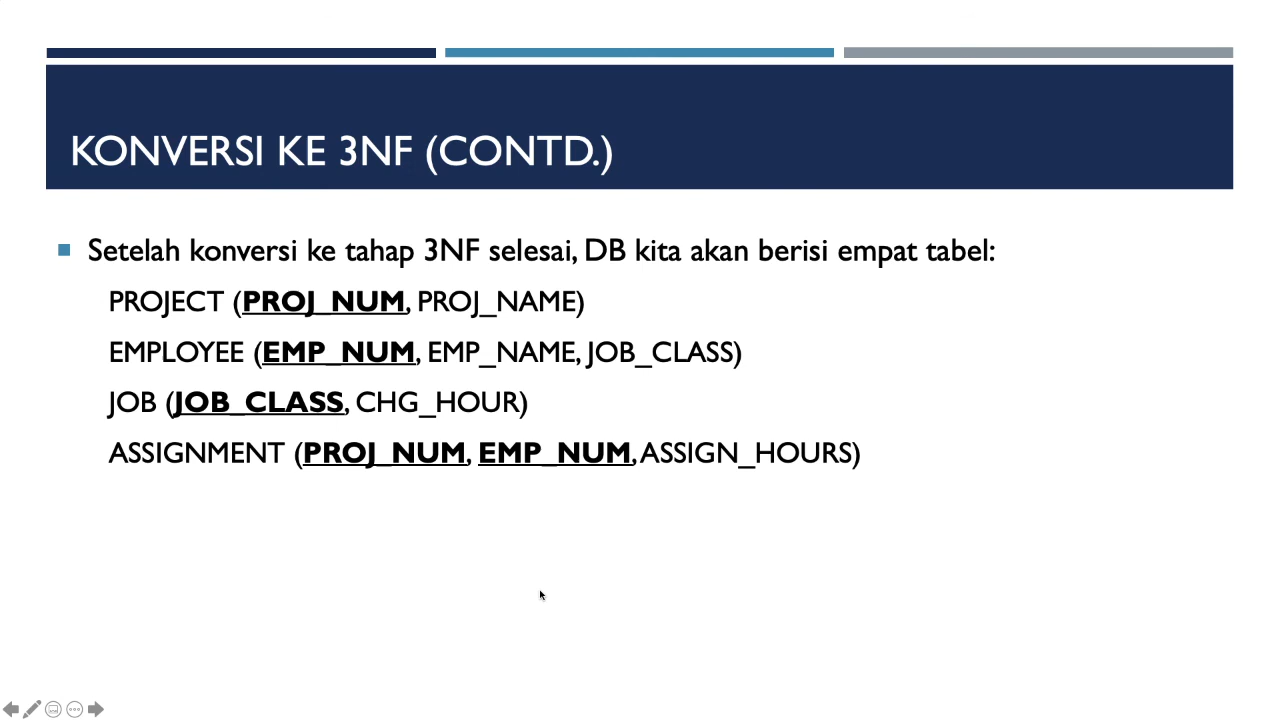 KONVERSI KE 3NF (CONTD.)
Setelah konversi ke tahap 3NF selesai, DB kita akan berisi empat tabel:
PROJECT (PROJ_NUM, PROJ_NAME)
EMPLOYEE (EMP_NUM, EMP_NAME, JOB_CLASS)
JOB (JOB_CLASS, CHG_HOUR)
ASSIGNMENT (PROJ_NUM, EMP_NUM, ASSIGN_HOURS)